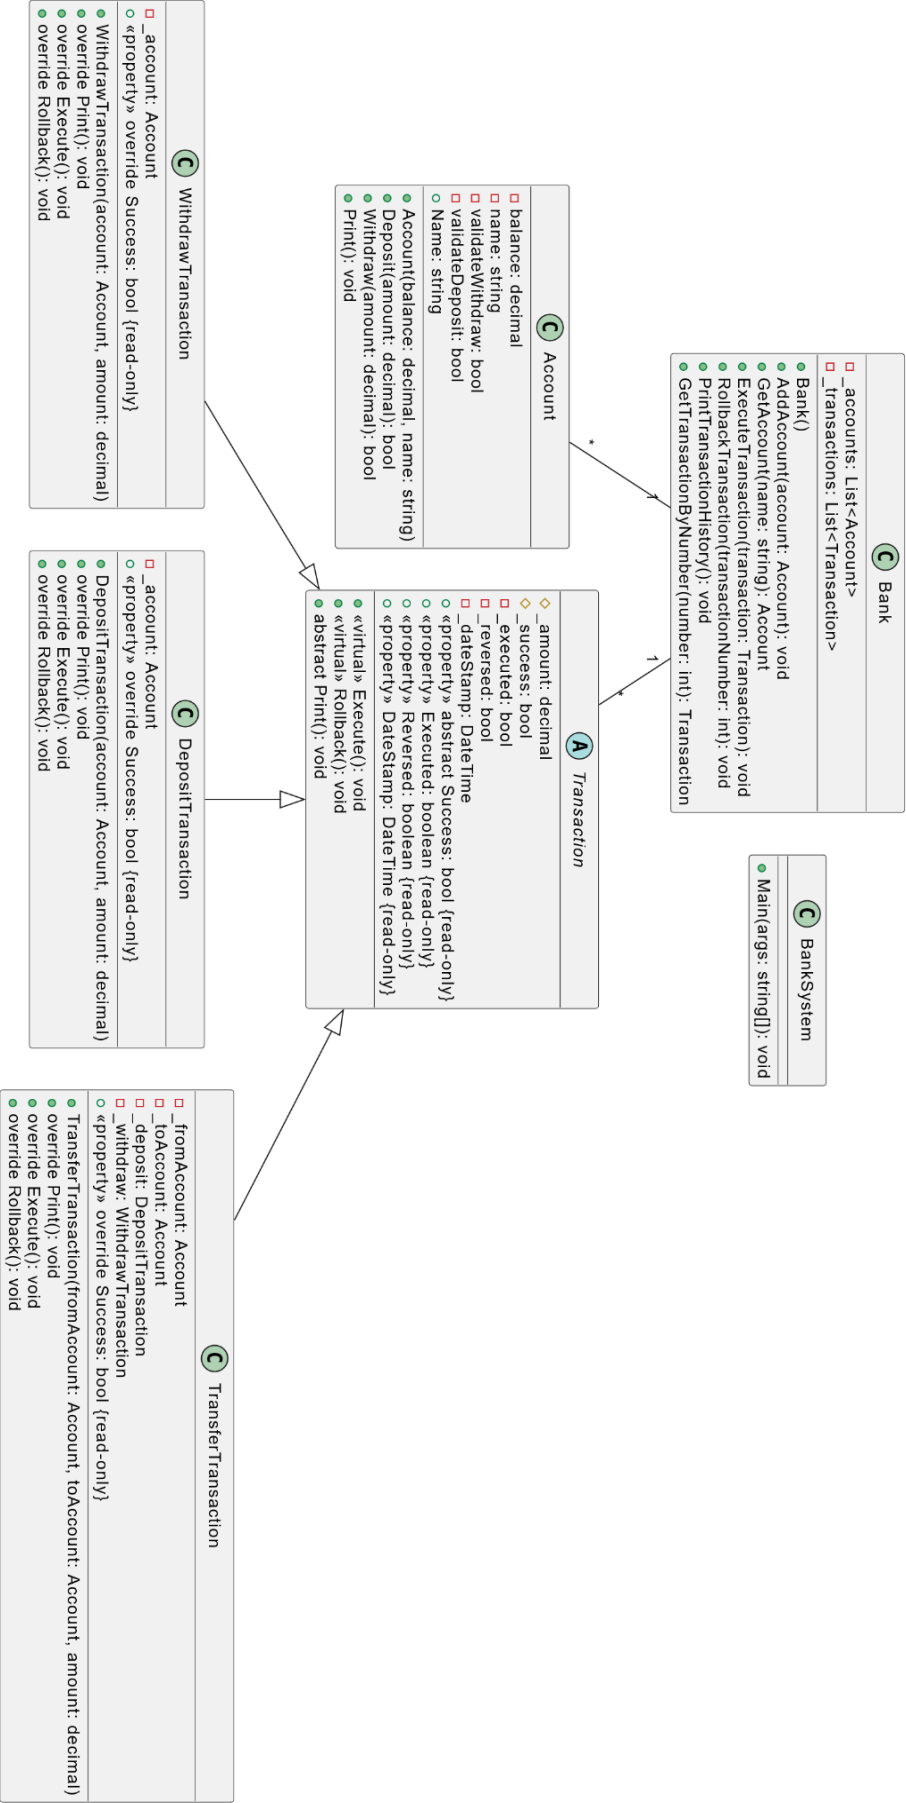 C Bank
_accounts: List<Account>
_transactions: List<Transaction>
Bank()
AddAccount(account: Account): void
GetAccount(name: string): Account
ExecuteTransaction(transaction: Transaction): void
RollbackTransaction(transactionNumber: int): void
PrintTransactionHistory(): void
GetTransactionByNumber(number: int): Transaction
C BankSystem
Main(args: string[]): void
1
*
1
*
C Account
balance: decimal
name: string
validateWithdraw: bool
validateDeposit: bool
Name: string
Account(balance: decimal, name: string)
Deposit(amount: decimal): bool
Withdraw(amount: decimal): bool
Print(): void
A Transaction
_amount: decimal
_success: bool
_executed: bool
_reversed: bool
_dateStamp: DateTime
«property» abstract Success: bool {read-only}
«property» Executed: boolean {read-only}
«property» Reversed: boolean {read-only}
«property» DateStamp: DateTime {read-only}
«virtual» Execute(): void
«virtual» Rollback(): void
abstract Print(): void
C WithdrawTransaction
_account: Account
«property» override Success: bool {read-only}
WithdrawTransaction(account: Account, amount: decimal)
override Print(): void
override Execute(): void
override Rollback(): void
C DepositTransaction
_account: Account
«property» override Success: bool {read-only}
DepositTransaction(account: Account, amount: decimal)
override Print(): void
override Execute(): void
override Rollback(): void
C TransferTransaction
_fromAccount: Account
_toAccount: Account
_deposit: DepositTransaction
_withdraw: WithdrawTransaction
«property» override Success: bool {read-only}
TransferTransaction(fromAccount: Account, toAccount: Account, amount: decimal)
override Print(): void
override Execute(): void
override Rollback(): void